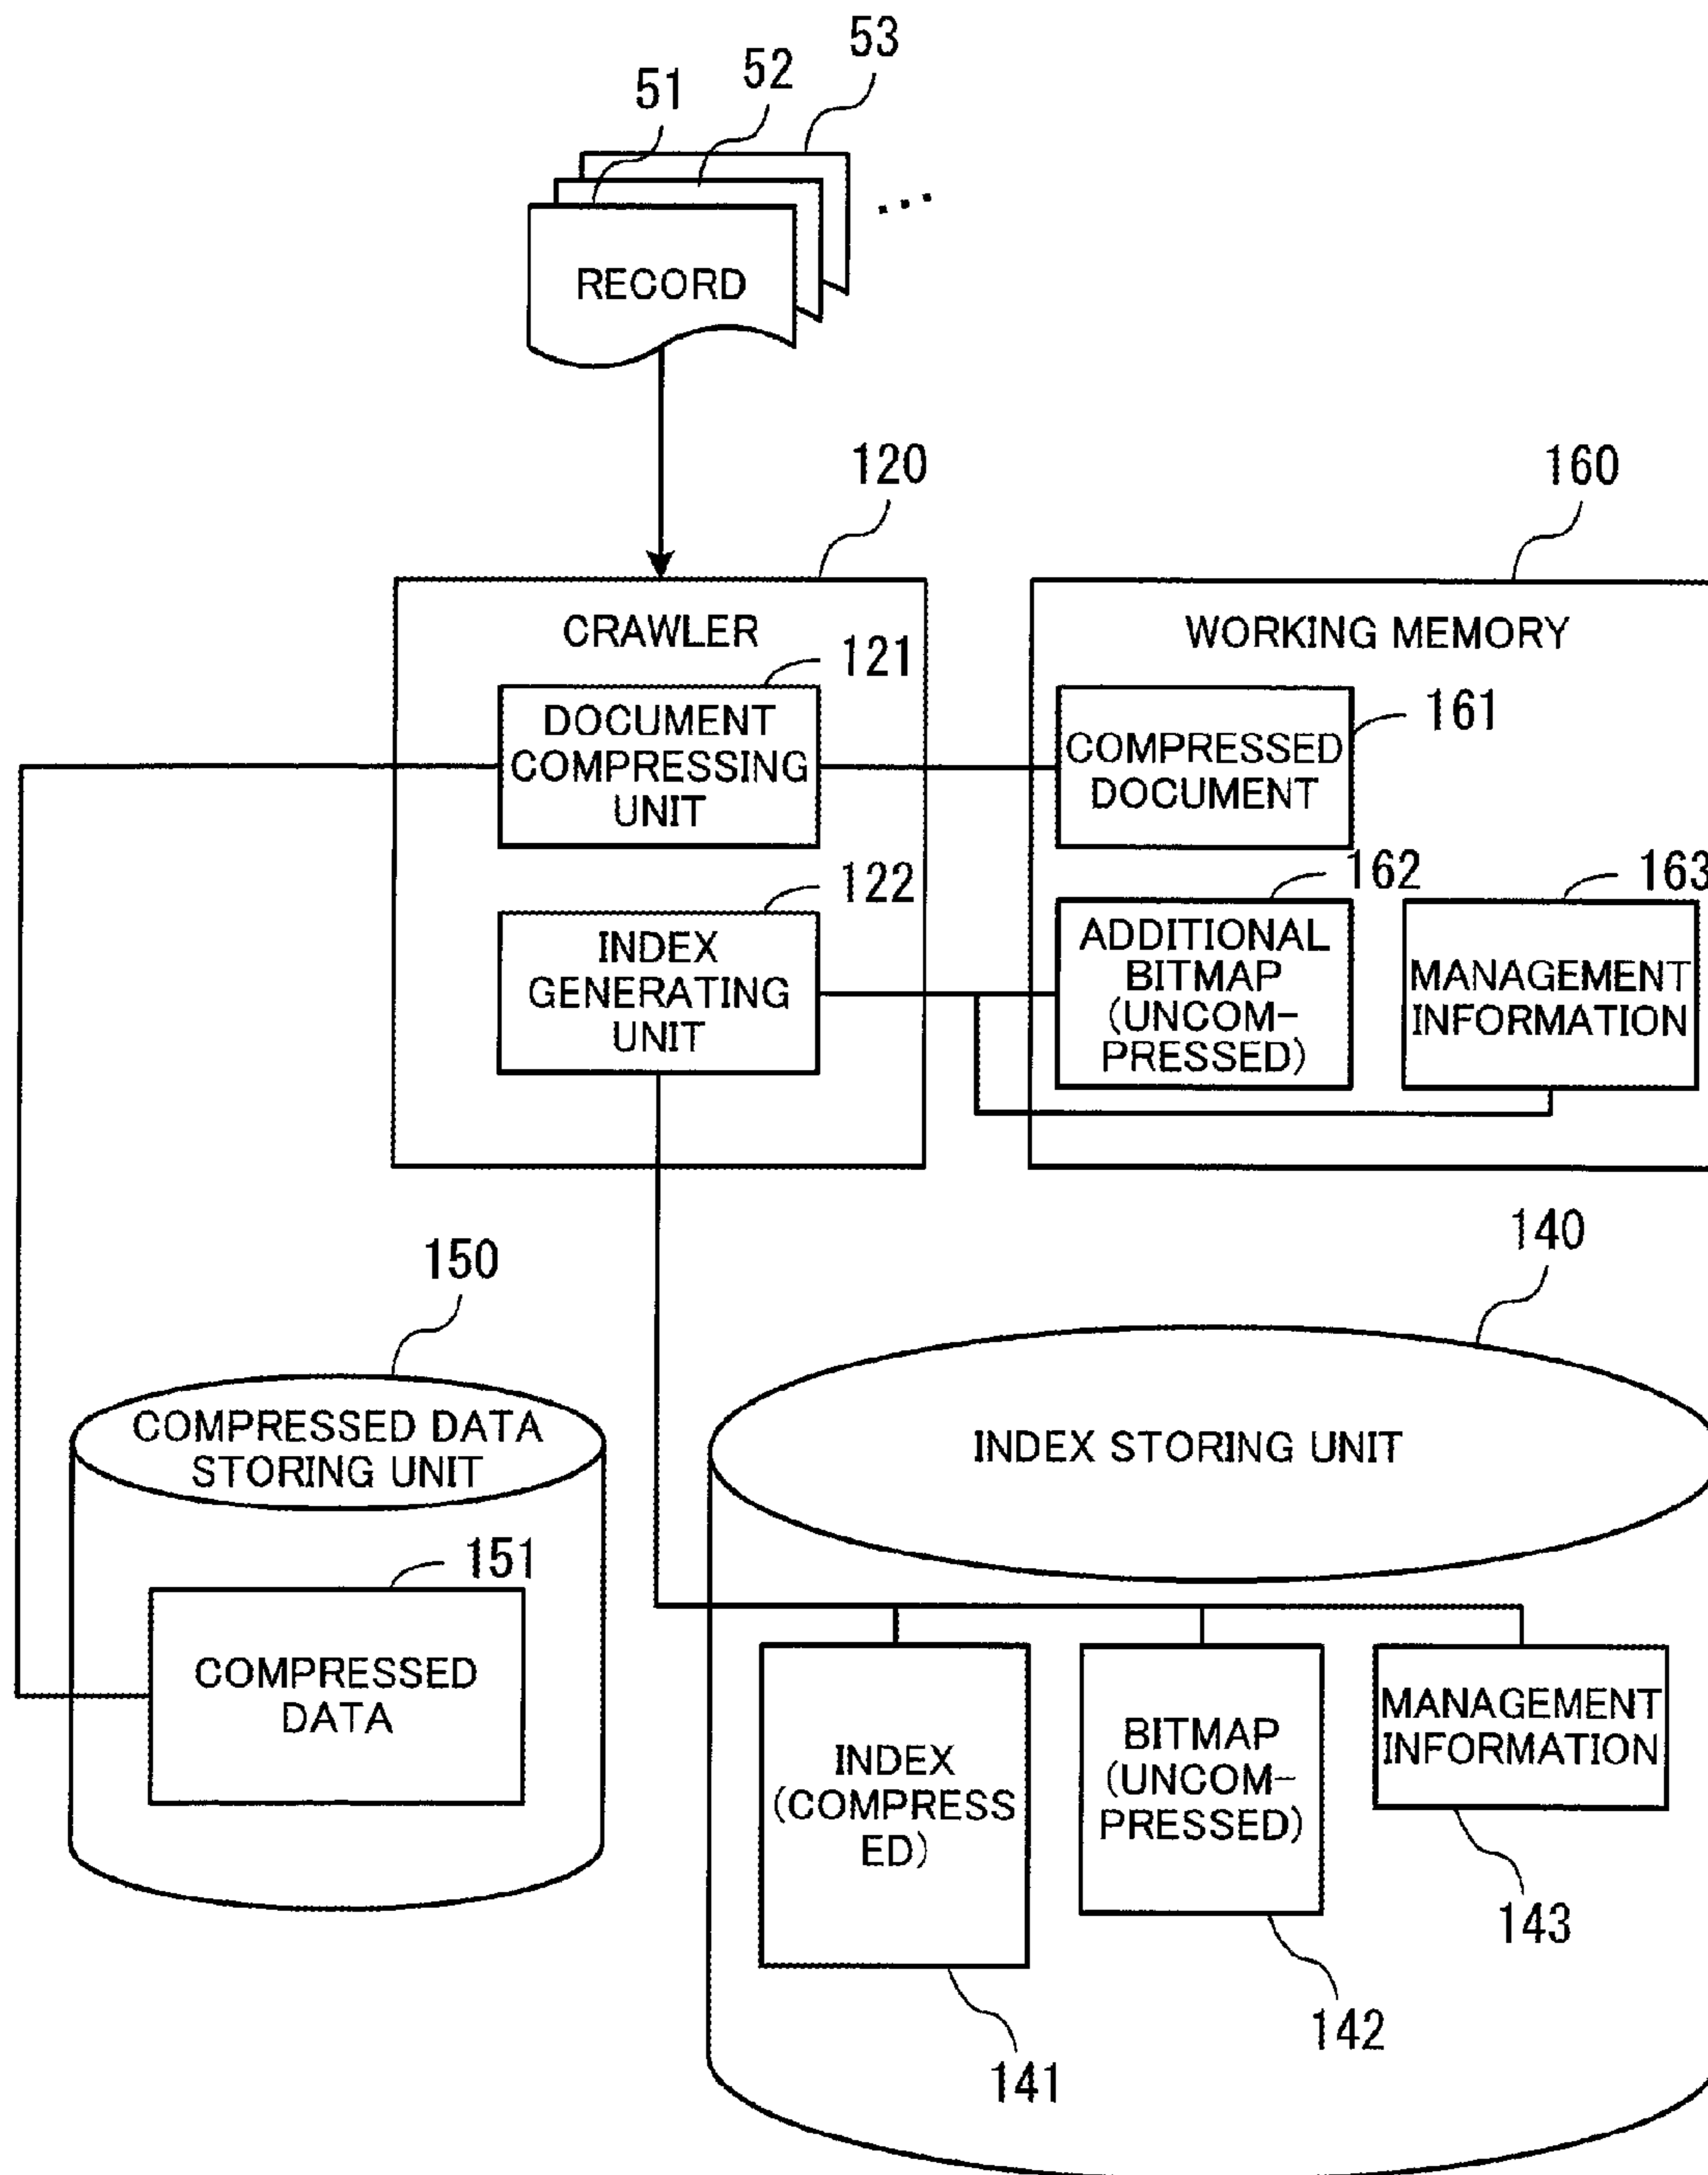 53
52
51
...
RECORD
120
160
CRAWLER
WORKING MEMORY
121
DOCUMENT
COMPRESSING
UNIT
161
COMPRESSED
DOCUMENT
122
INDEX
GENERATING
UNIT
162
ADDITIONAL
BITMAP
(UNCOM-
PRESSED)
163
MANAGEMENT
INFORMATION
150
COMPRESSED DATA
STORING UNIT
151
COMPRESSED
DATA
140
INDEX STORING UNIT
INDEX
(COMPRESS
ED)
141
BITMAP
(UNCOM-
PRESSED)
142
MANAGEMENT
INFORMATION
143